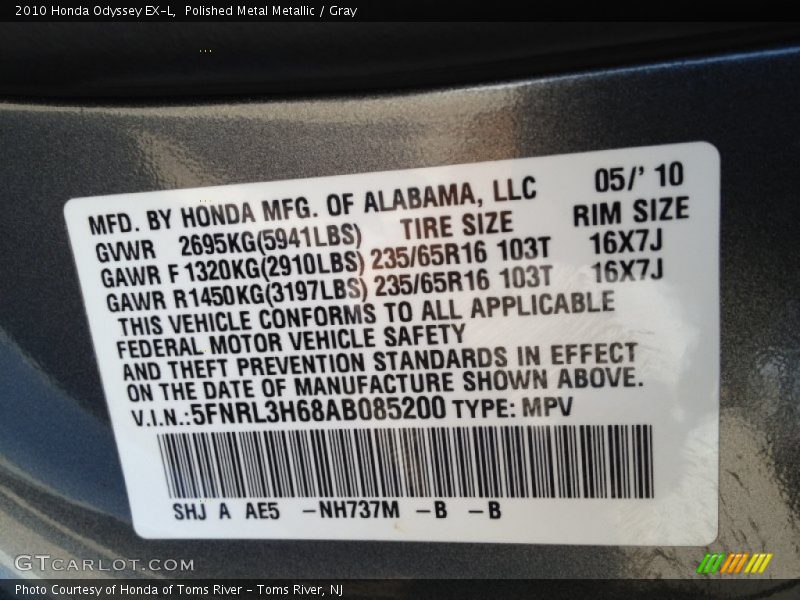 2010 Honda Odyssey EX-L, Polished Metal Metallic / Gray
MFD. BY HONDA MFG. OF ALABAMA, LLC 05/' 10
GVWR 2695KG(5941LBS) TIRE SIZE RIM SIZE
GAWR F 1320KG(2910LBS) 235/65R16 103T 16X7J
GAWR R1450KG(3197LBS) 235/65R16 103T 16X7J
THIS VEHICLE CONFORMS TO ALL APPLICABLE
FEDERAL MOTOR VEHICLE SAFETY
AND THEFT PREVENTION STANDARDS IN EFFECT
ON THE DATE OF MANUFACTURE SHOWN ABOVE.
V.I.N.:5FNRL3H68AB085200 TYPE: MPV
SHJ A AE5 -NH737M -B -B
GTCARLOT.COM
Photo Courtesy of Honda of Toms River - Toms River, NJ